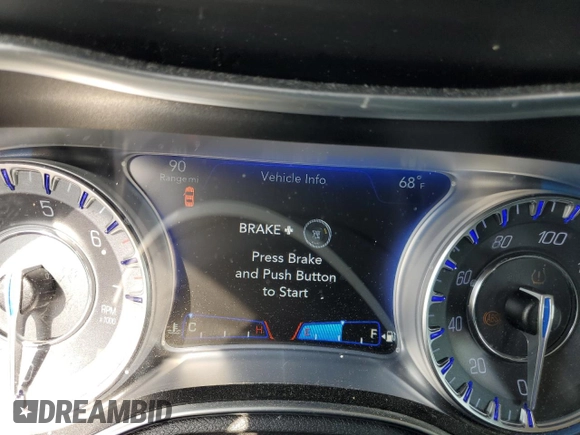 90
Range mi
Vehicle Info
68°F
BRAKE +
Press Brake
and Push Button
to Start
C
H
E
F
5
6
7
RPM
x1000
0
20
40
60
80
100
DREAMBID